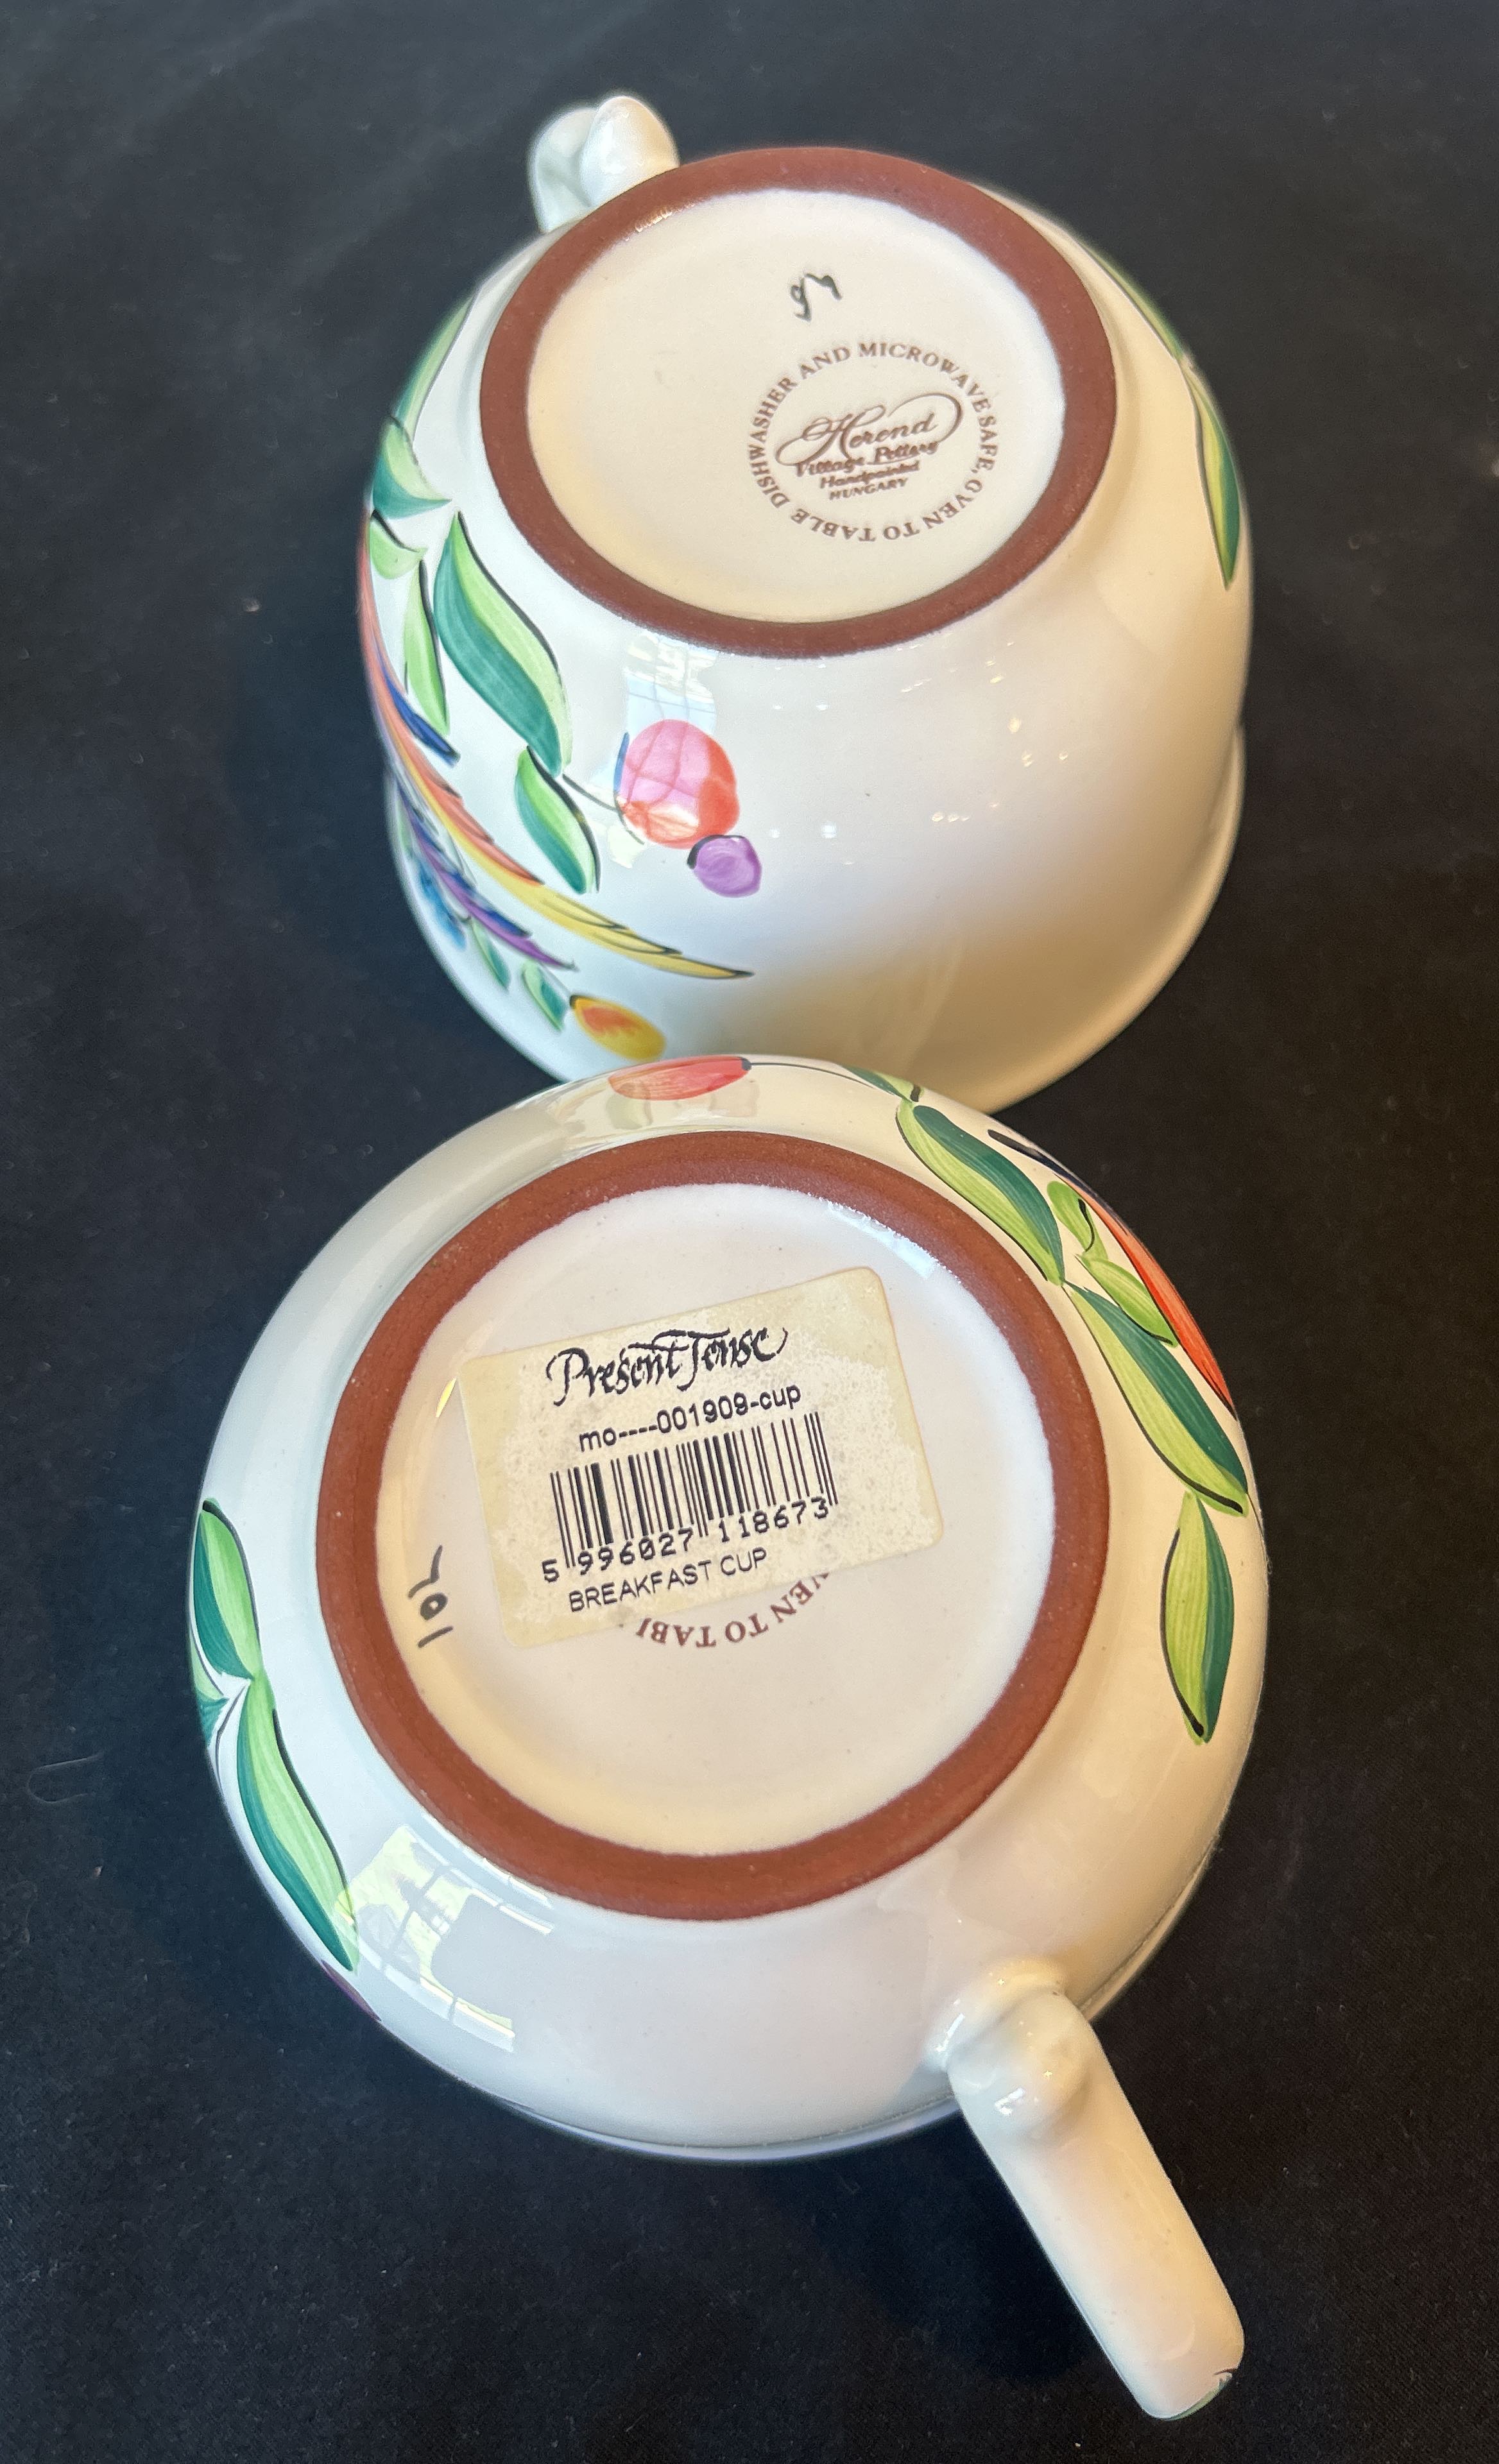 DISHWASHER AND MICROWAVE SAFE, OVEN TO TABLE
Herend
Village Pottery
Handpainted
HUNGARY
Present Tense
mo----001909-cup
5 996027 118673
BREAKFAST CUP
VEN TO TABL